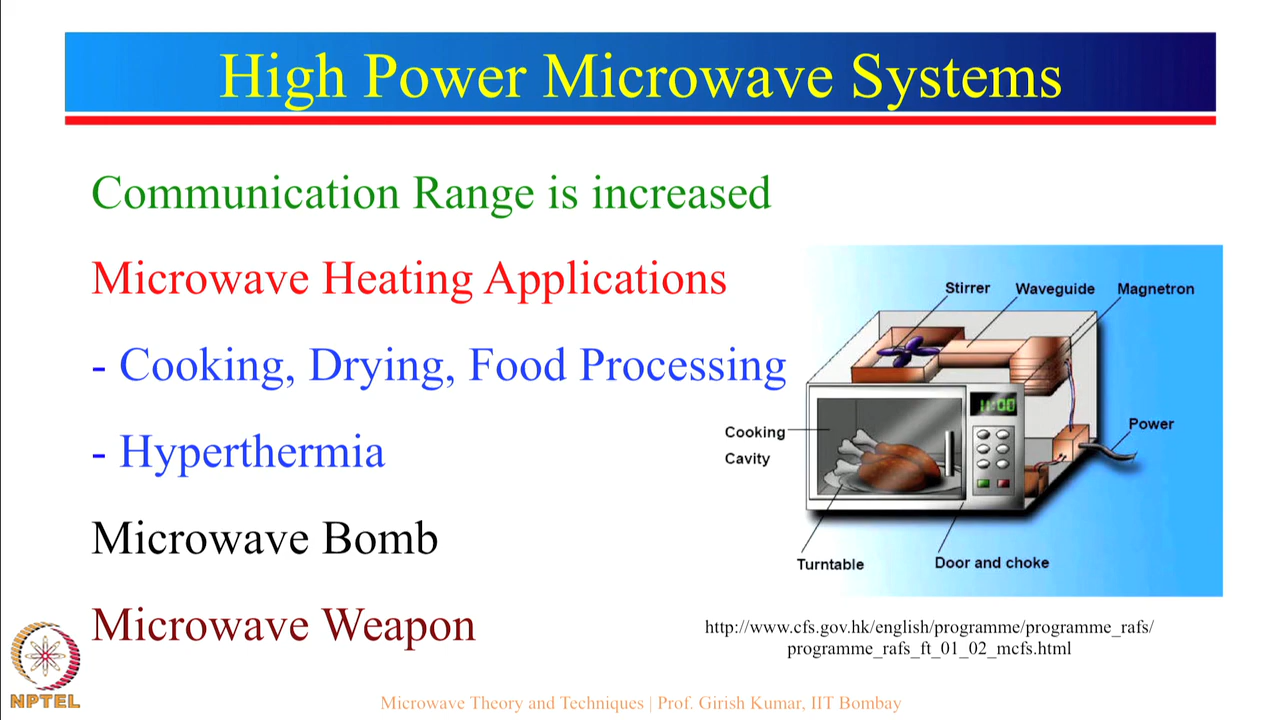 High Power Microwave Systems
Communication Range is increased
Microwave Heating Applications
- Cooking, Drying, Food Processing
- Hyperthermia
Microwave Bomb
Microwave Weapon
Stirrer
Waveguide
Magnetron
11:00
Power
Cooking
Cavity
Turntable
Door and choke
http://www.cfs.gov.hk/english/programme/programme_rafs/
programme_rafs_ft_01_02_mcfs.html
NPTEL
Microwave Theory and Techniques | Prof. Girish Kumar, IIT Bombay